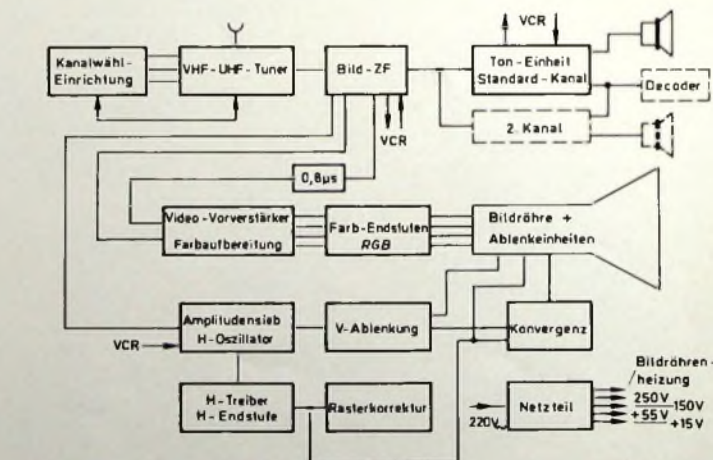 VCR
Kanalwähl-
Einrichtung
VHF-UHF-Tuner
Bild-ZF
Ton-Einheit
Standard-Kanal
Decoder
VCR
2. Kanal
0,8µs
Video-Vorverstärker
Farbaufbereitung
Farb-Endstufen
RGB
Bildröhre +
Ablenkeinheiten
Amplitudensieb
H-Oszillator
V-Ablenkung
Konvergenz
VCR
H-Treiber
H-Endstufe
Rasterkorrektur
Netzteil
220V
Bildröhren-
heizung
250V
150V
+55V
+15V